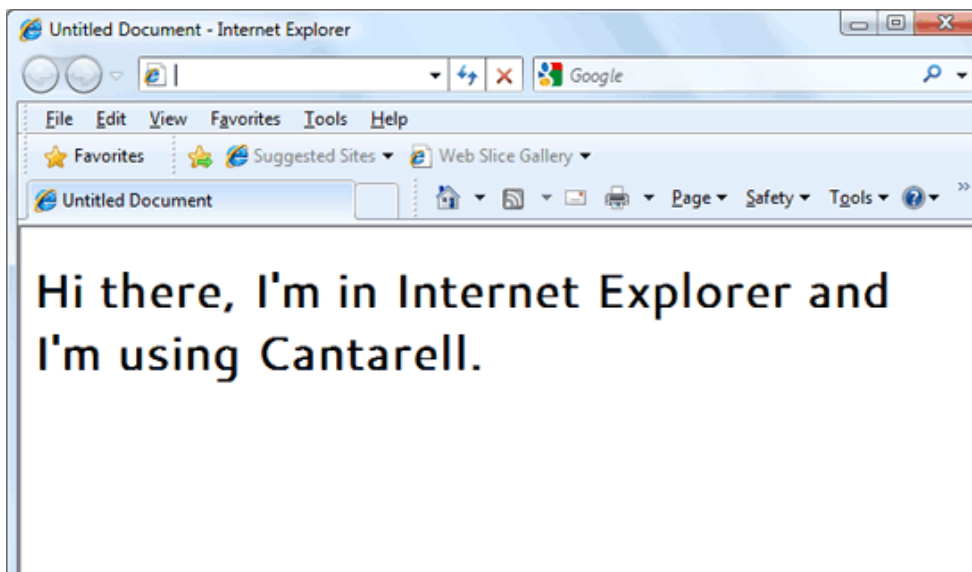 Untitled Document - Internet Explorer
Google
File Edit View Favorites Tools Help
Favorites Suggested Sites Web Slice Gallery
Untitled Document Page Safety Tools
Hi there, I'm in Internet Explorer and
I'm using Cantarell.